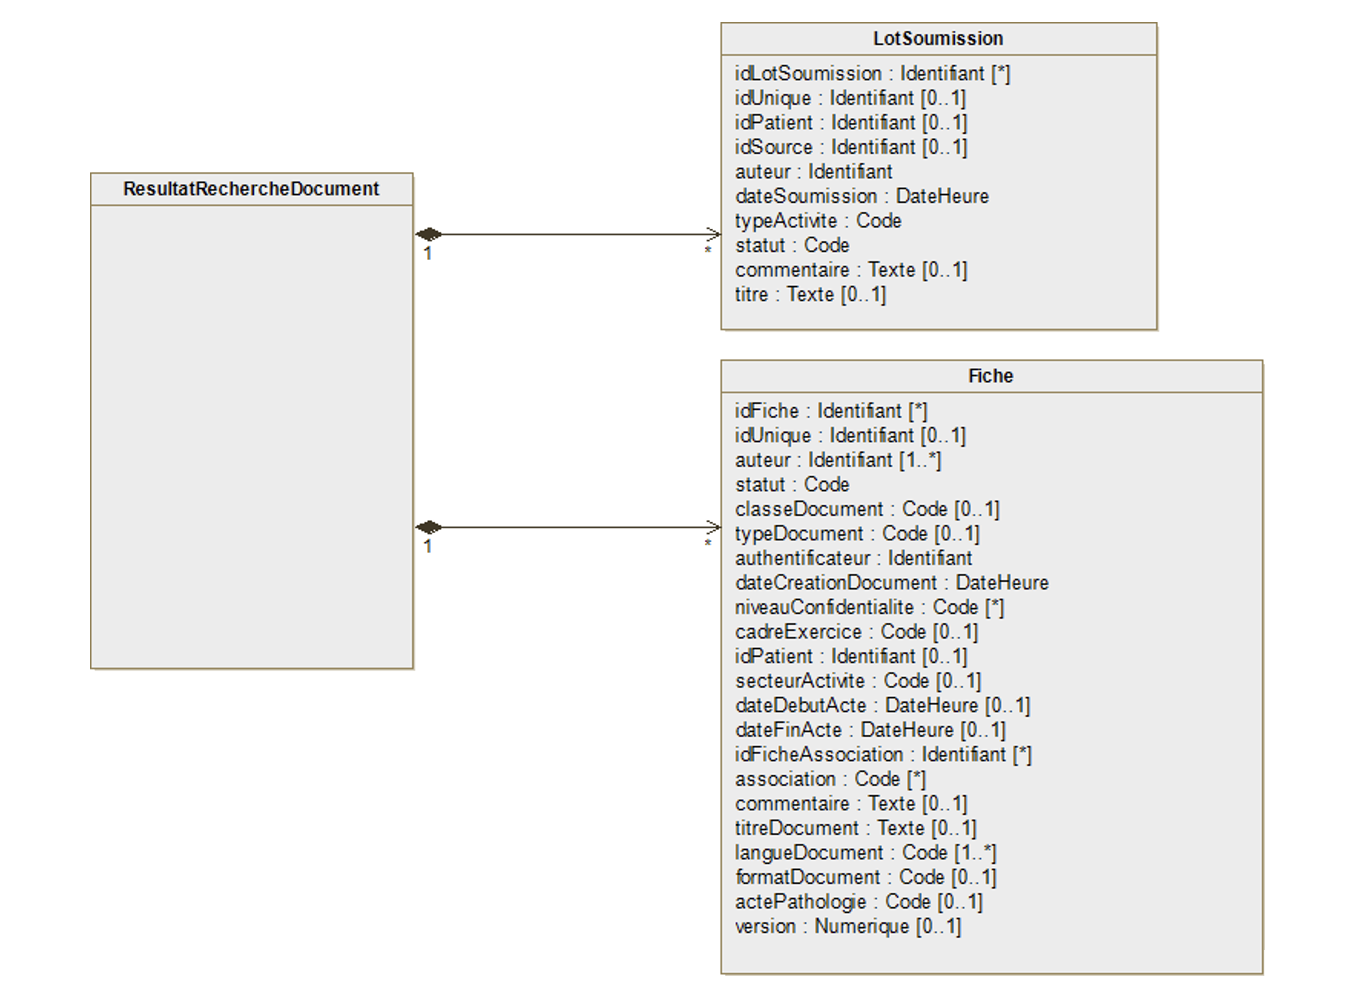 ResultatRechercheDocument
1
*
1
*
LotSoumission
idLotSoumission : Identifiant [*]
idUnique : Identifiant [0..1]
idPatient : Identifiant [0..1]
idSource : Identifiant [0..1]
auteur : Identifiant
dateSoumission : DateHeure
typeActivite : Code
statut : Code
commentaire : Texte [0..1]
titre : Texte [0..1]
Fiche
idFiche : Identifiant [*]
idUnique : Identifiant [0..1]
auteur : Identifiant [1..*]
statut : Code
classeDocument : Code [0..1]
typeDocument : Code [0..1]
authentificateur : Identifiant
dateCreationDocument : DateHeure
niveauConfidentialite : Code [*]
cadreExercice : Code [0..1]
idPatient : Identifiant [0..1]
secteurActivite : Code [0..1]
dateDebutActe : DateHeure [0..1]
dateFinActe : DateHeure [0..1]
idFicheAssociation : Identifiant [*]
association : Code [*]
commentaire : Texte [0..1]
titreDocument : Texte [0..1]
langueDocument : Code [1..*]
formatDocument : Code [0..1]
actePathologie : Code [0..1]
version : Numerique [0..1]